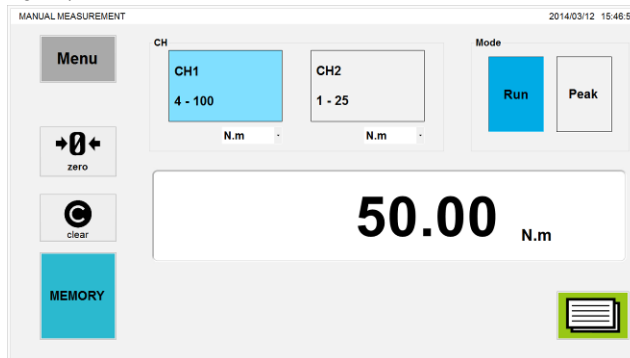 MANUAL MEASUREMENT
2014/03/12 15:46:5
Menu
CH
CH1
4 - 100
CH2
1 - 25
N.m
N.m
Mode
Run
Peak
0
zero
C
clear
50.00 N.m
MEMORY